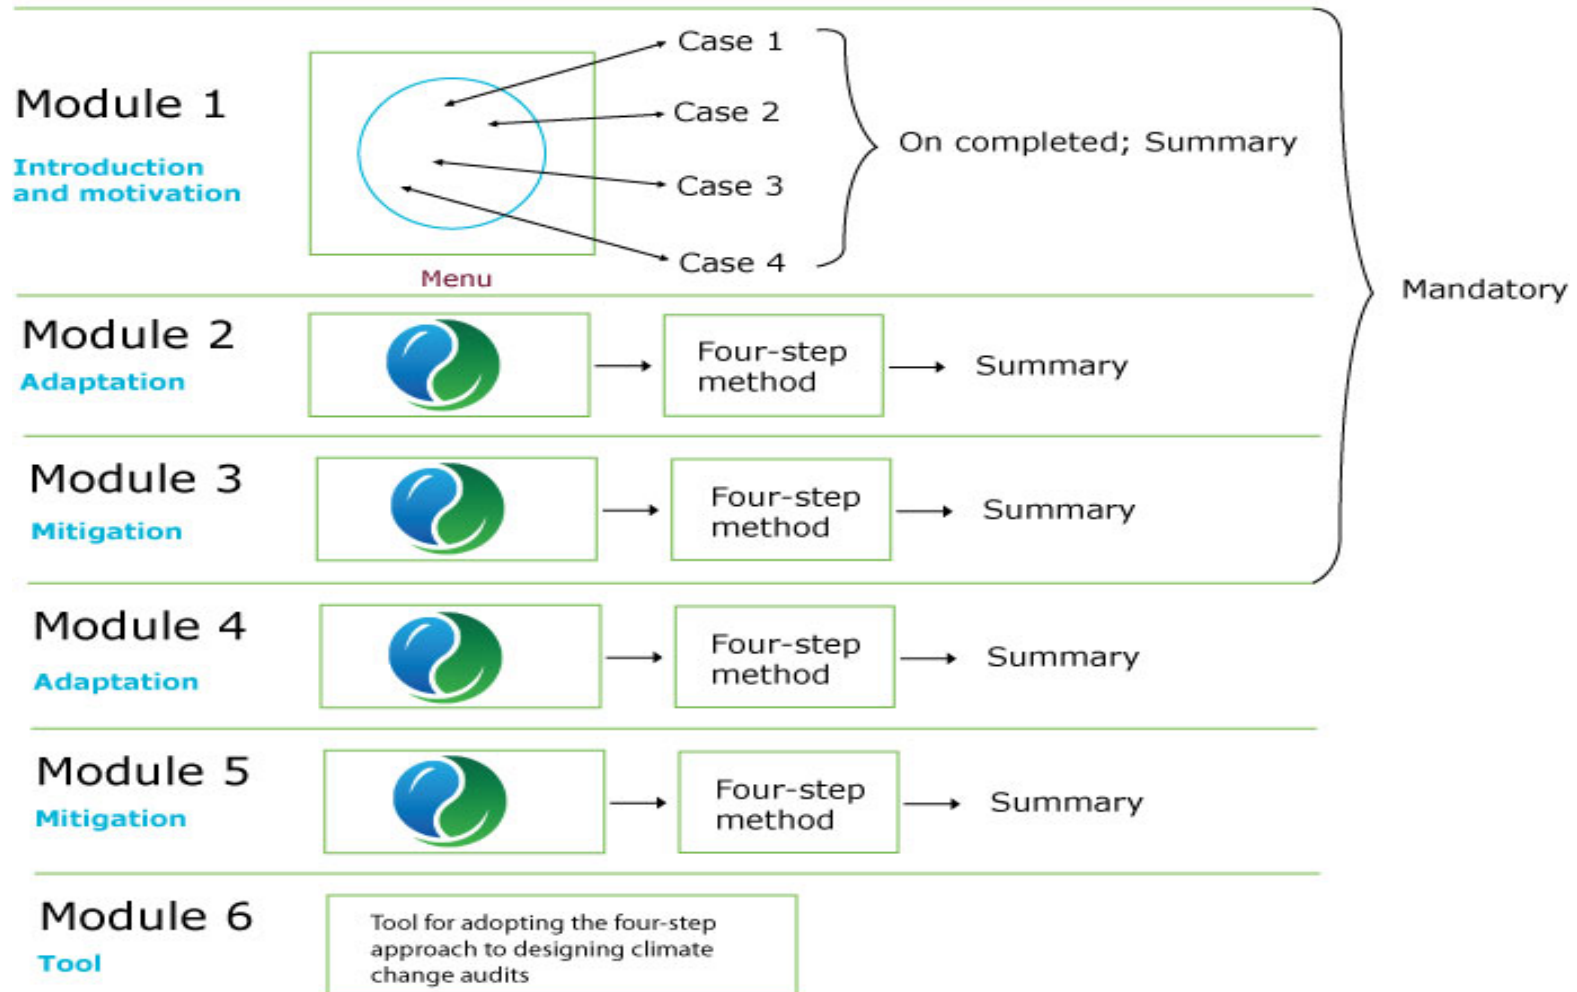 Module 1
Introduction
and motivation
Menu
Case 1
Case 2
Case 3
Case 4
On completed; Summary
Mandatory
Module 2
Adaptation
Four-step
method
Summary
Module 3
Mitigation
Four-step
method
Summary
Module 4
Adaptation
Four-step
method
Summary
Module 5
Mitigation
Four-step
method
Summary
Module 6
Tool
Tool for adopting the four-step
approach to designing climate
change audits